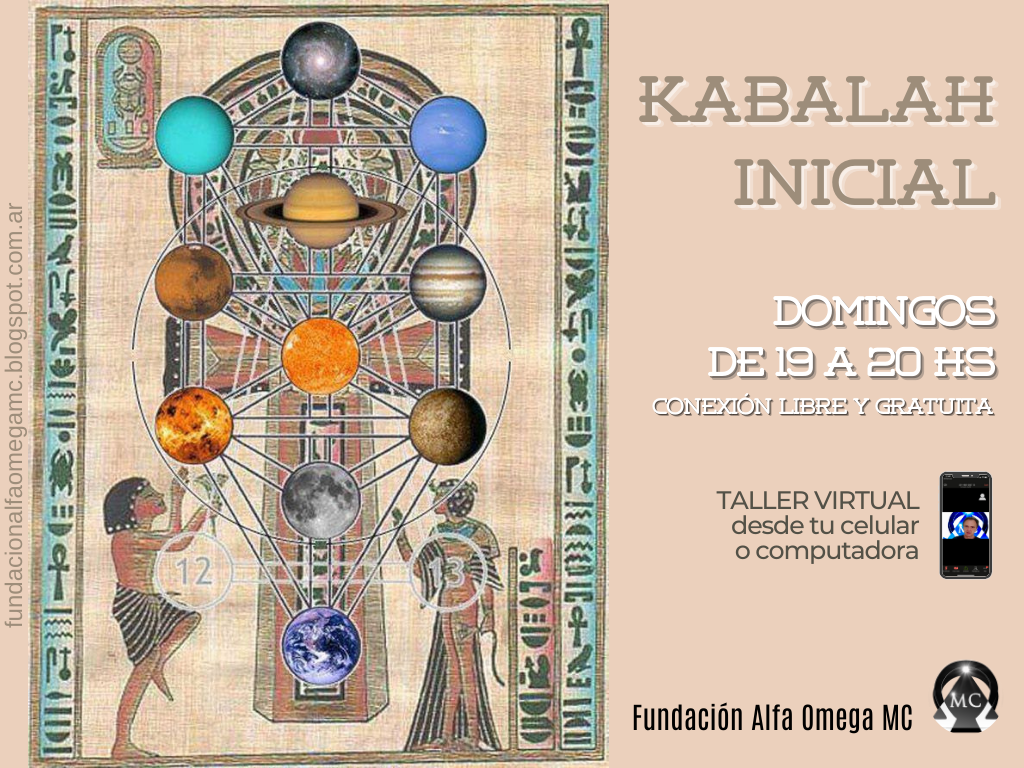 fundacionalfaomegamc.blogspot.com.ar
12
13
KABALAH
INICIAL
DOMINGOS
DE 19 A 20 HS
CONEXIÓN LIBRE Y GRATUITA
TALLER VIRTUAL
desde tu celular
o computadora
Fundación Alfa Omega MC
MC